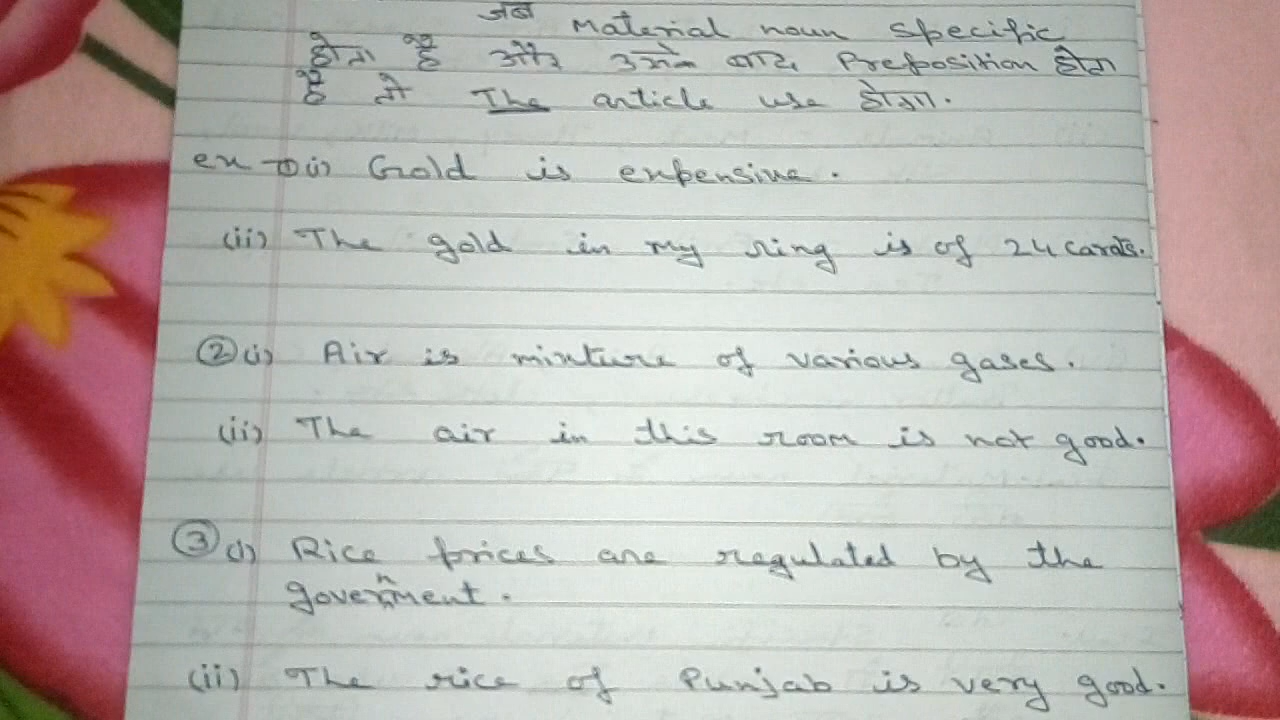 जब Material noun specific
होता है और उसके बाद Preposition होता
है तो The article use होगा.
ex → ① (i) Gold is expensive.
(ii) The gold in my ring is of 24 carats.
② (i) Air is mixture of various gases.
(ii) The air in this room is not good.
③ (i) Rice prices are regulated by the
government.
(ii) The rice of Punjab is very good.